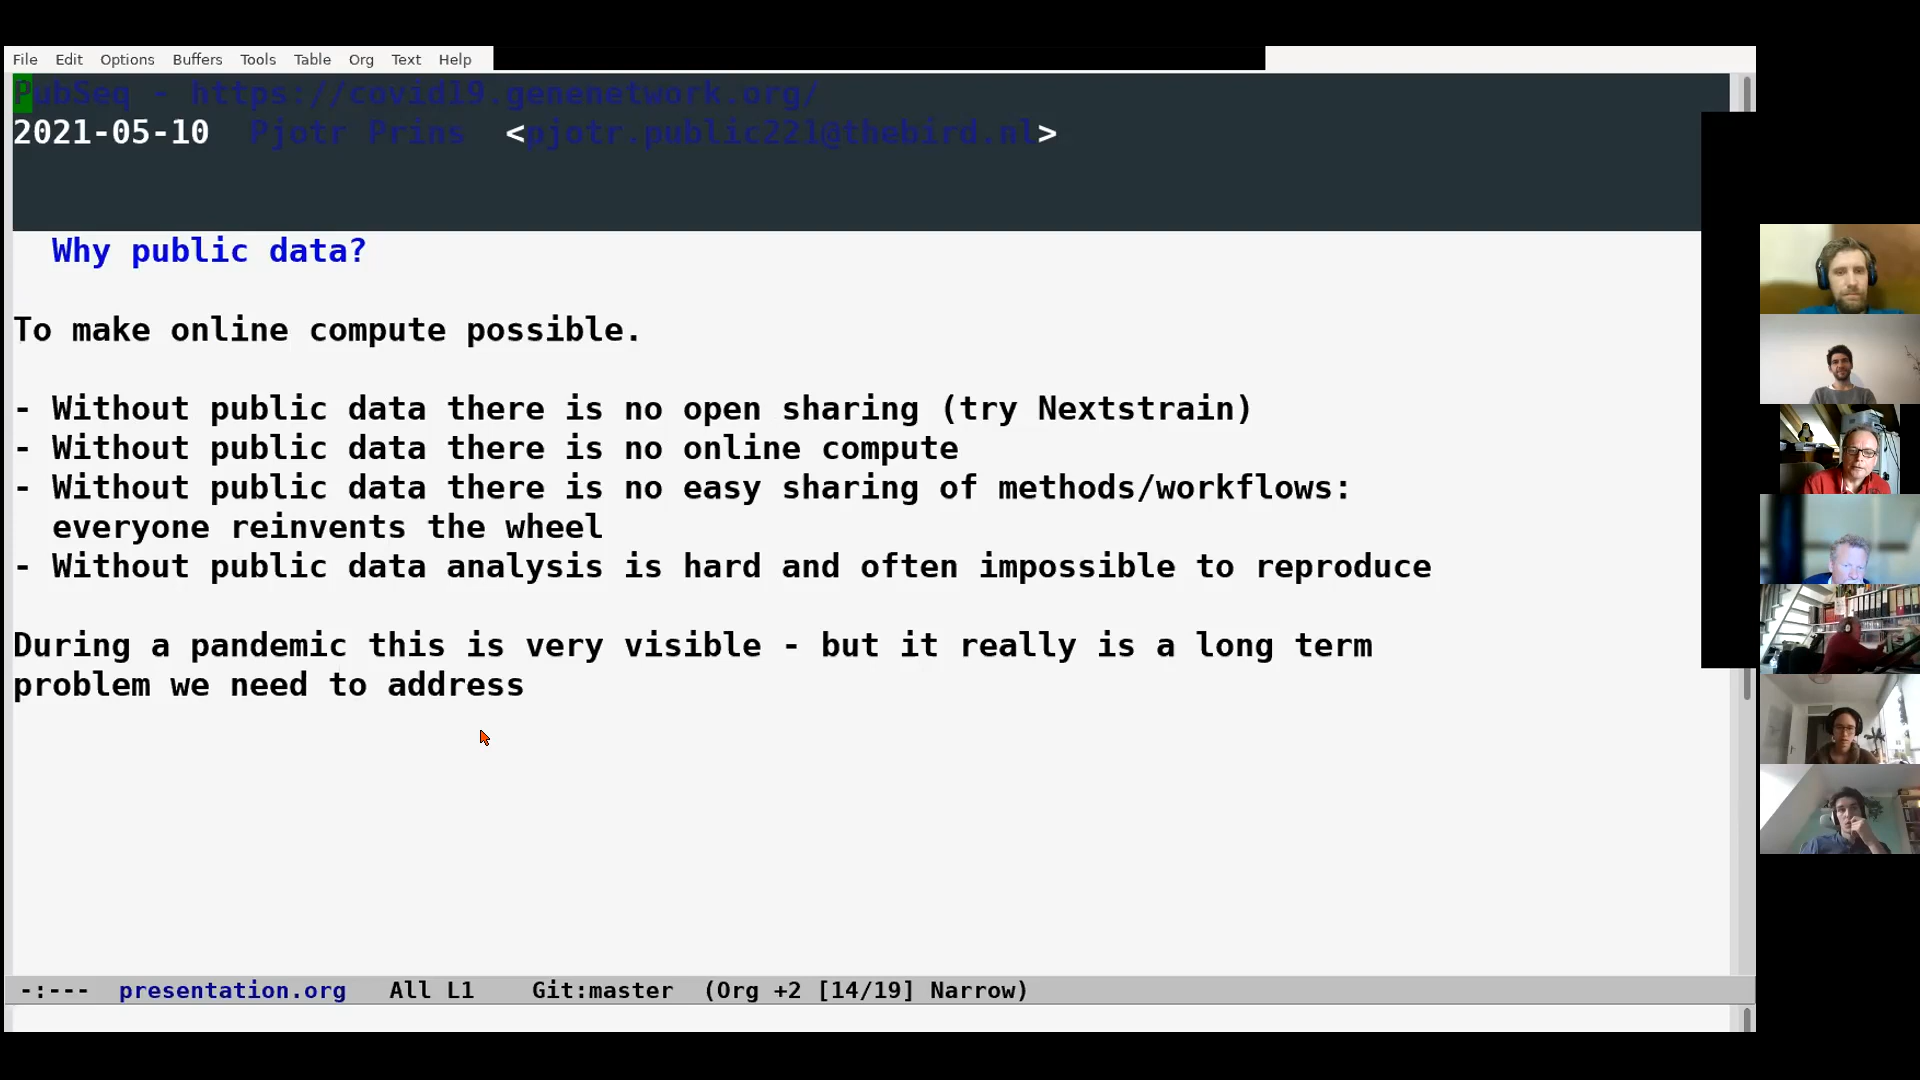 File Edit Options Buffers Tools Table Org Text Help
PubSeq - https://covid19.genenetwork.org/
2021-05-10 Pjotr Prins <pjotr.public221@thebird.nl>
Why public data?
To make online compute possible.
- Without public data there is no open sharing (try Nextstrain)
- Without public data there is no online compute
- Without public data there is no easy sharing of methods/workflows:
everyone reinvents the wheel
- Without public data analysis is hard and often impossible to reproduce
During a pandemic this is very visible - but it really is a long term
problem we need to address
-:--- presentation.org All L1 Git:master (Org +2 [14/19] Narrow)